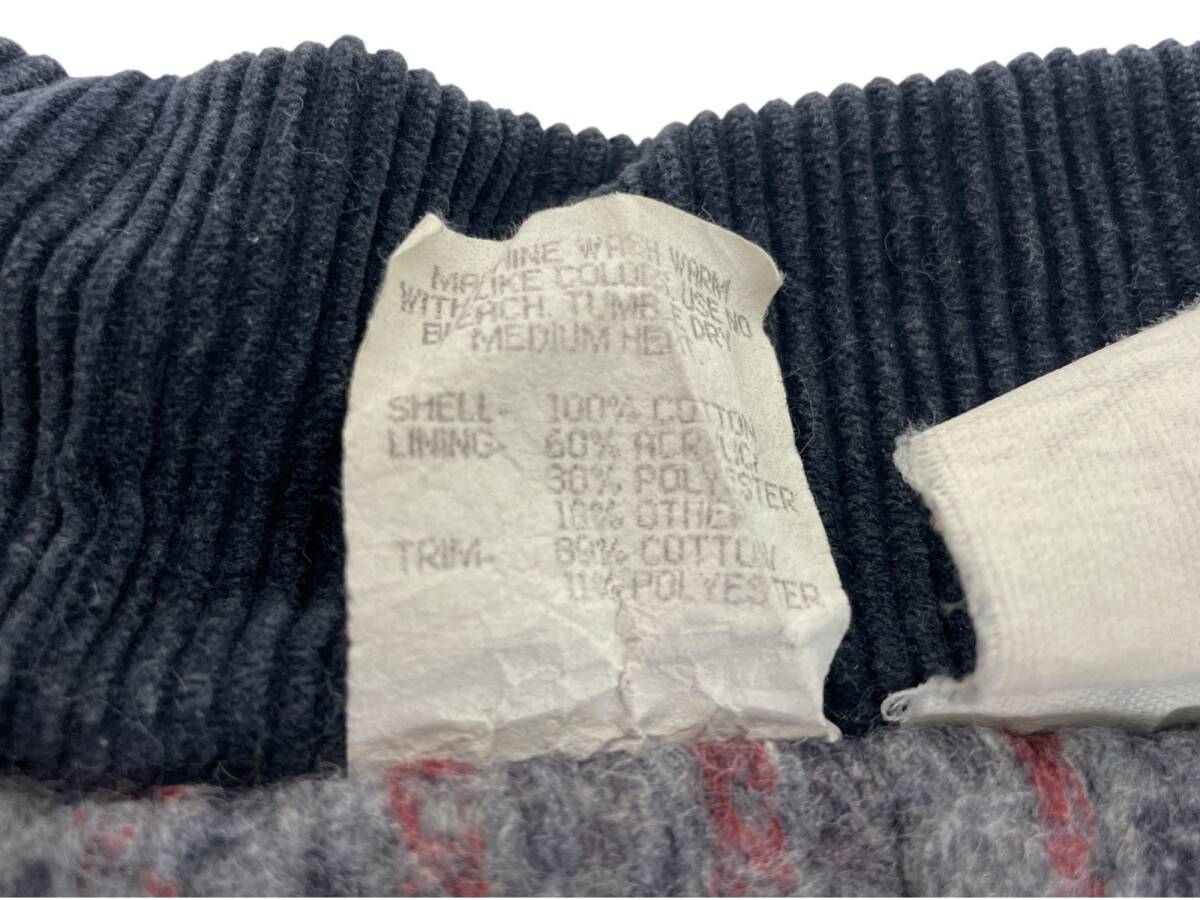 MACHINE WASH WARM
WITH LIKE COLORS USE NO
BLEACH. TUMBLE DRY
MEDIUM HEAT
SHELL- 100% COTTON
LINING- 60% ACRYLIC
30% POLYESTER
10% OTHER
TRIM- 89% COTTON
11% POLYESTER